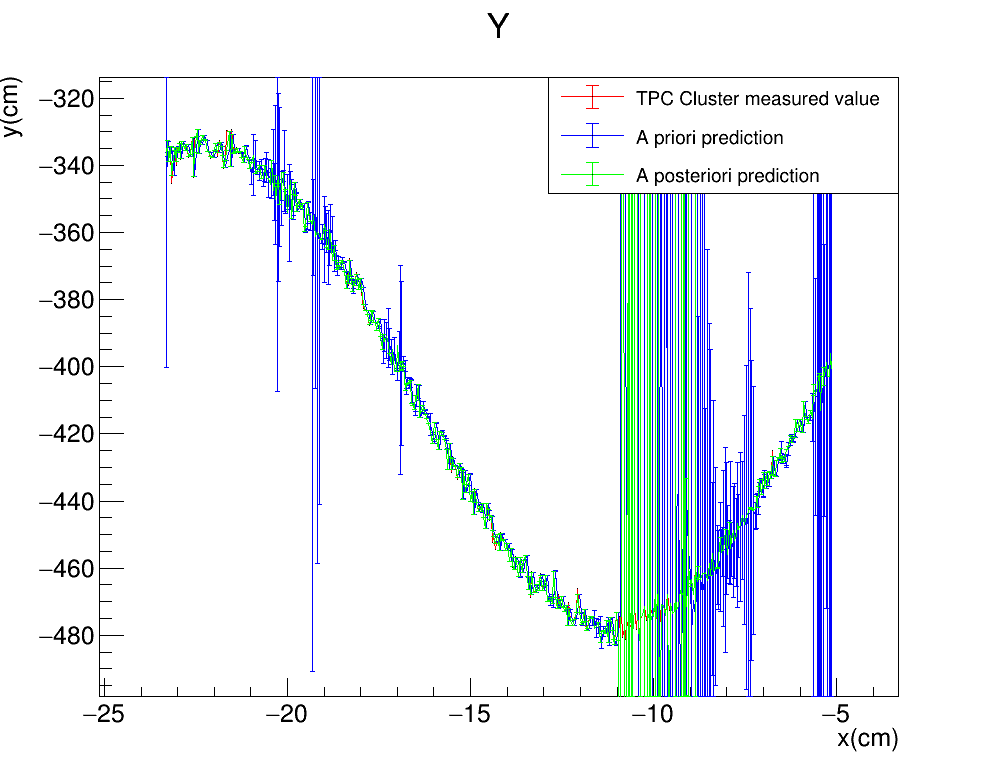 Y
y(cm)
TPC Cluster measured value
A priori prediction
A posteriori prediction
−320
−340
−360
−380
−400
−420
−440
−460
−480
−25
−20
−15
−10
−5
x(cm)